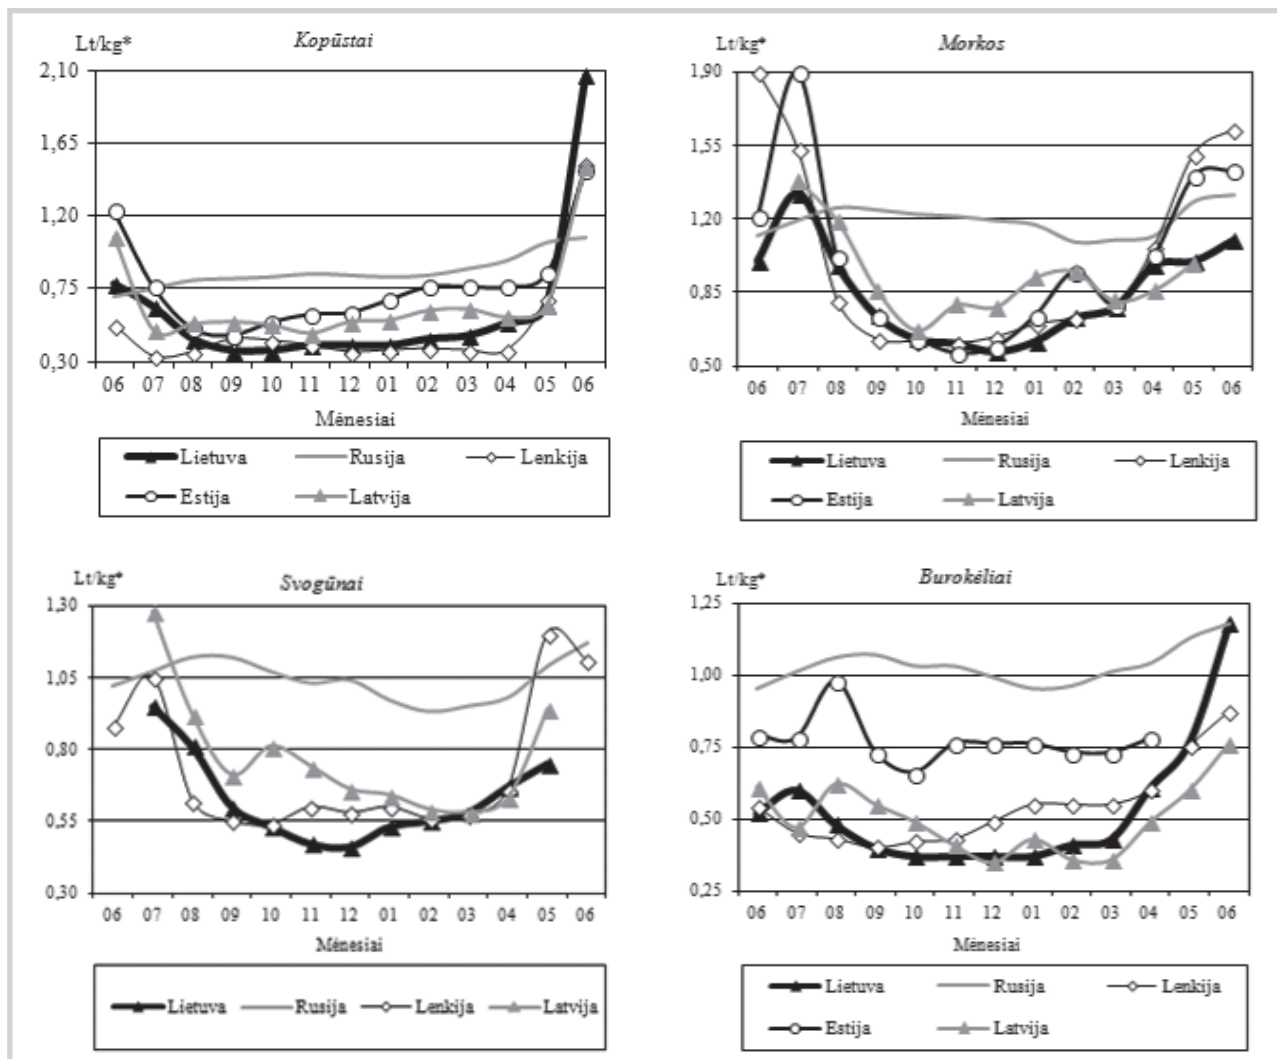 Lt/kg*
Kopūstai
2,10
1,65
1,20
0,75
0,30
06 07 08 09 10 11 12 01 02 03 04 05 06
Mėnesiai
Lietuva Rusija Lenkija
Estija Latvija
Lt/kg*
Morkos
1,90
1,55
1,20
0,85
0,50
06 07 08 09 10 11 12 01 02 03 04 05 06
Mėnesiai
Lietuva Rusija Lenkija
Estija Latvija
Lt/kg*
Svogūnai
1,30
1,05
0,80
0,55
0,30
06 07 08 09 10 11 12 01 02 03 04 05 06
Mėnesiai
Lietuva Rusija Lenkija Latvija
Lt/kg*
Burokėliai
1,25
1,00
0,75
0,50
0,25
06 07 08 09 10 11 12 01 02 03 04 05 06
Mėnesiai
Lietuva Rusija Lenkija
Estija Latvija